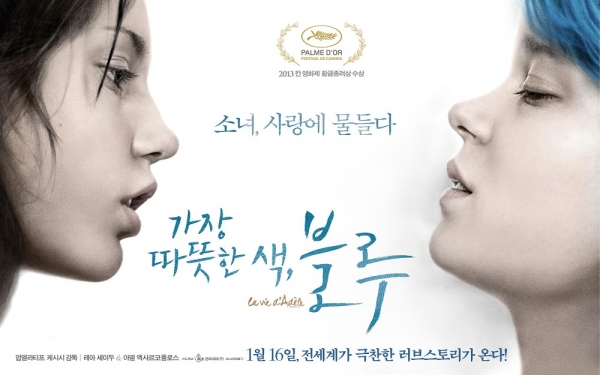 PALME D'OR
FESTIVAL DE CANNES
2013 칸 영화제 황금종려상 수상
소녀, 사랑에 물들다
가장
따뜻한 색, 블루
La vie d'Adèle
압델라티프 케시시 감독 | 레아 세이두 & 아델 엑사르코풀로스
1월 16일, 전세계가 극찬한 러브스토리가 온다!